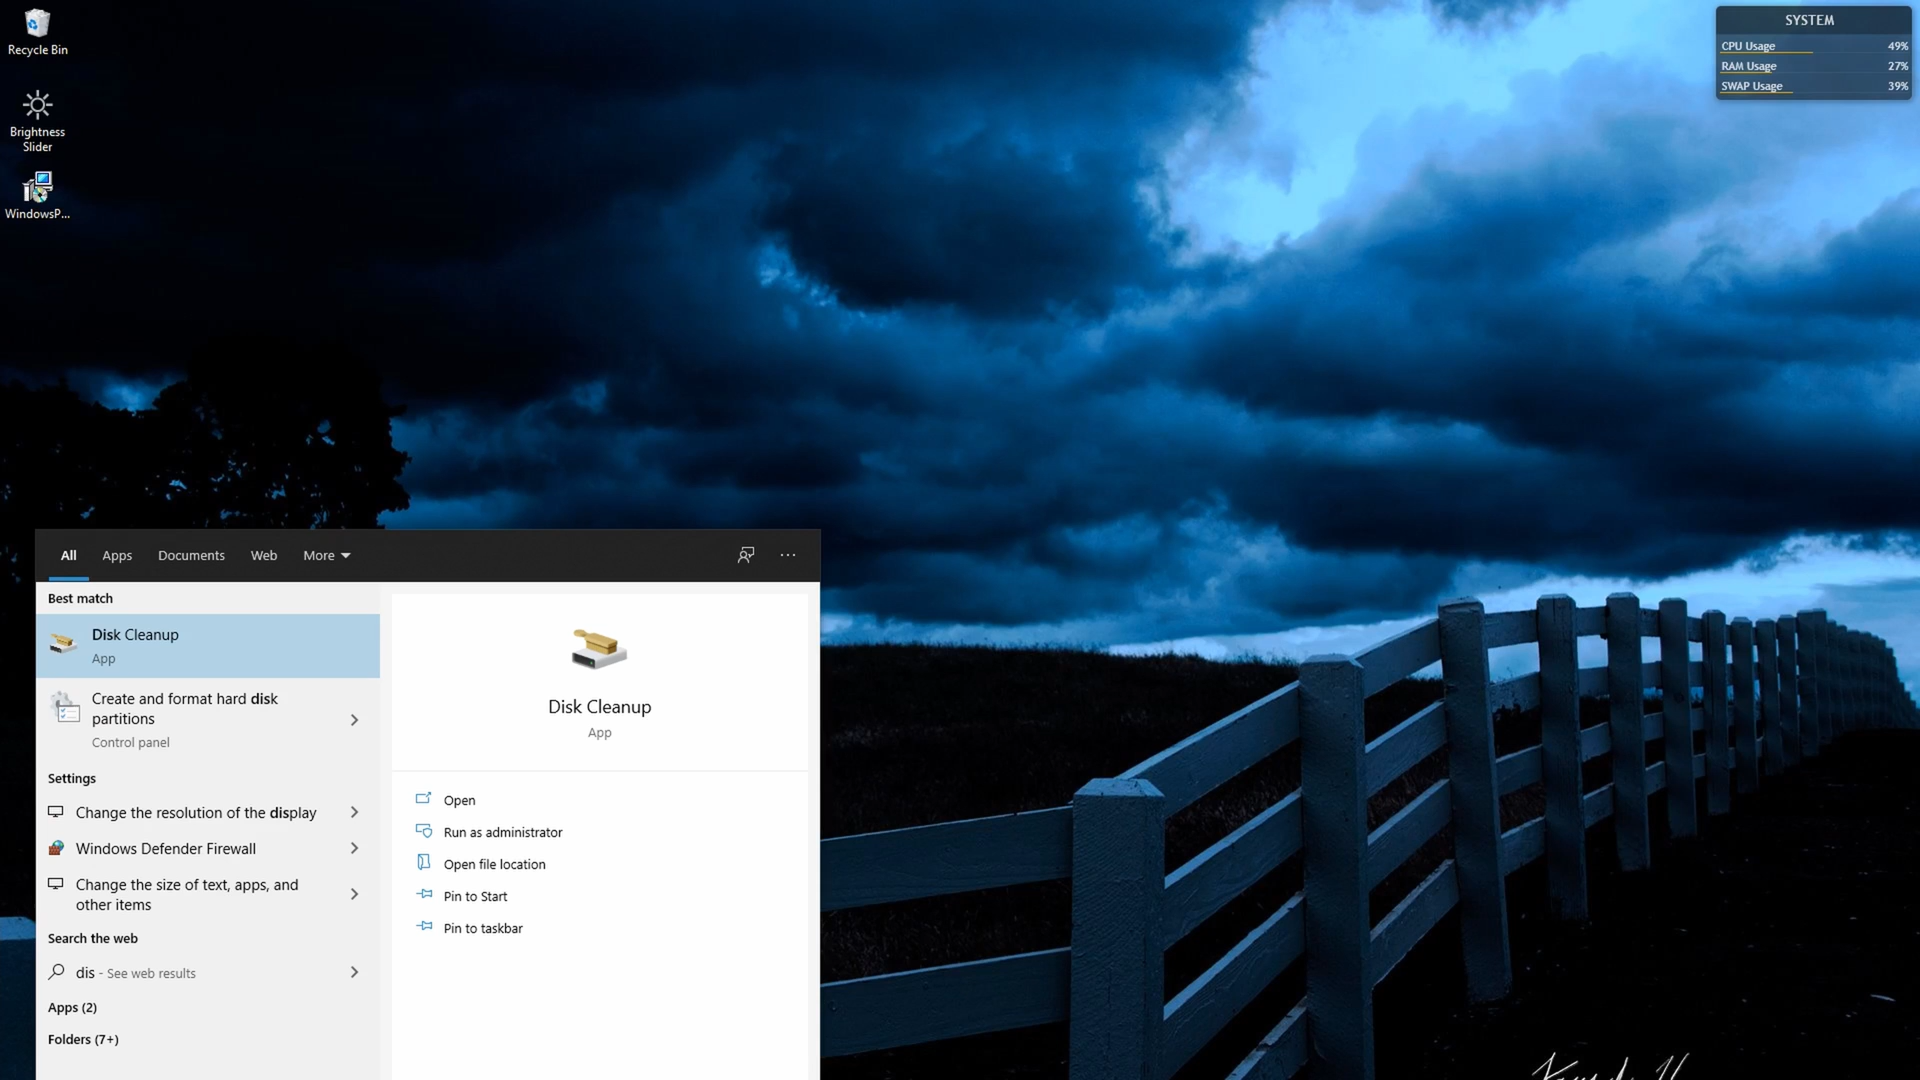 Recycle Bin
Brightness
Slider
WindowsP...
SYSTEM
CPU Usage 49%
RAM Usage 27%
SWAP Usage 39%
All Apps Documents Web More
Best match
Disk Cleanup
App
Create and format hard disk
partitions
Control panel
Settings
Change the resolution of the display
Windows Defender Firewall
Change the size of text, apps, and
other items
Search the web
dis - See web results
Apps (2)
Folders (7+)
Disk Cleanup
App
Open
Run as administrator
Open file location
Pin to Start
Pin to taskbar